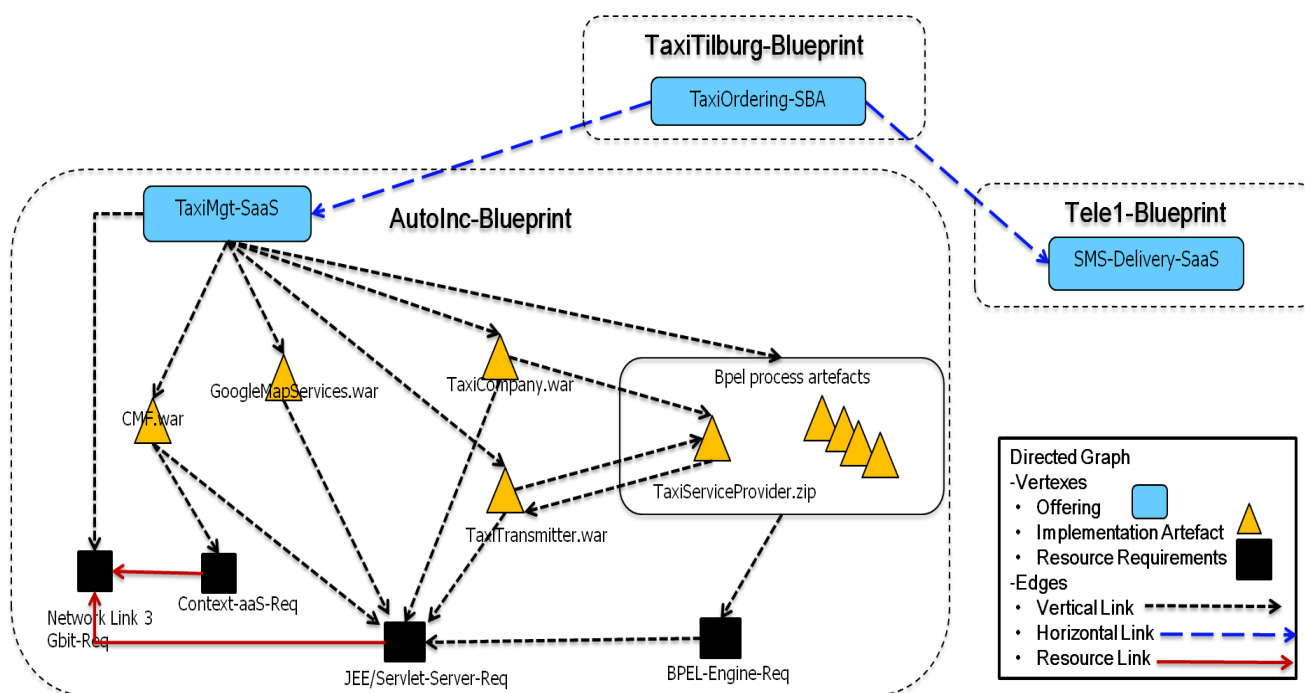 TaxiTilburg-Blueprint
TaxiOrdering-SBA
TaxiMgt-SaaS
AutoInc-Blueprint
Tele1-Blueprint
SMS-Delivery-SaaS
Bpel process artefacts
GoogleMapServices.war
TaxiCompany.war
CMF.war
TaxiServiceProvider.zip
TaxiTransmitter.war
Context-aaS-Req
Network Link 3
Gbit-Req
JEE/Servlet-Server-Req
BPEL-Engine-Req
Directed Graph
-Vertexes
• Offering
• Implementation Artefact
• Resource Requirements
-Edges
• Vertical Link
• Horizontal Link
• Resource Link